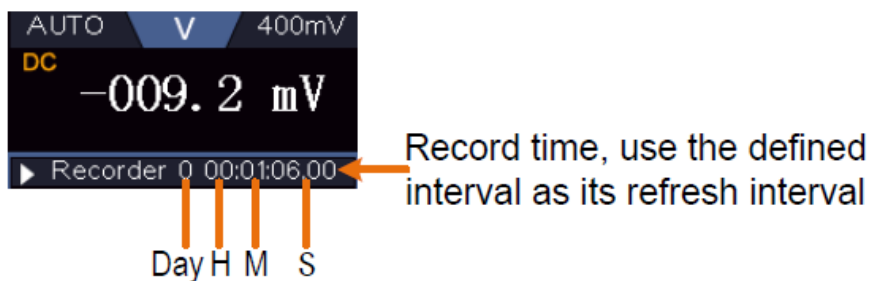 AUTO V 400mV
DC
-009.2 mV
Recorder 0 00:01:06.00
Record time, use the defined
interval as its refresh interval
Day H M S